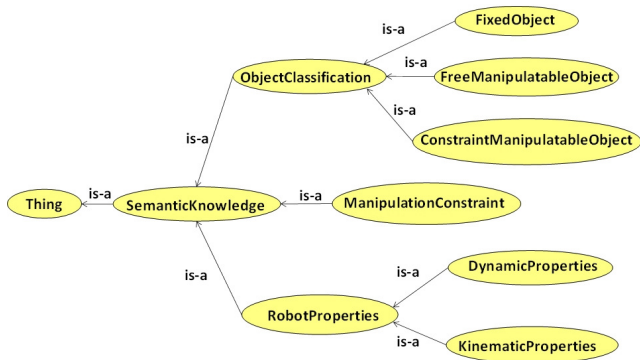 FixedObject
is-a
ObjectClassification
is-a
FreeManipulatableObject
is-a
ConstraintManipulatableObject
is-a
Thing
is-a
SemanticKnowledge
is-a
ManipulationConstraint
is-a
DynamicProperties
is-a
RobotProperties
is-a
KinematicProperties